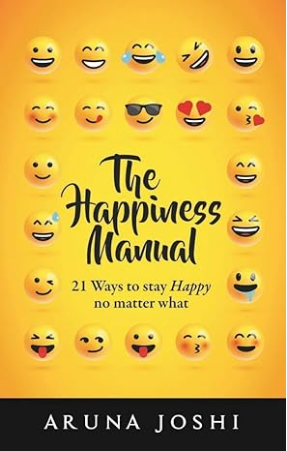 The
Happiness
Manual
21 Ways to stay Happy
no matter what
ARUNA JOSHI